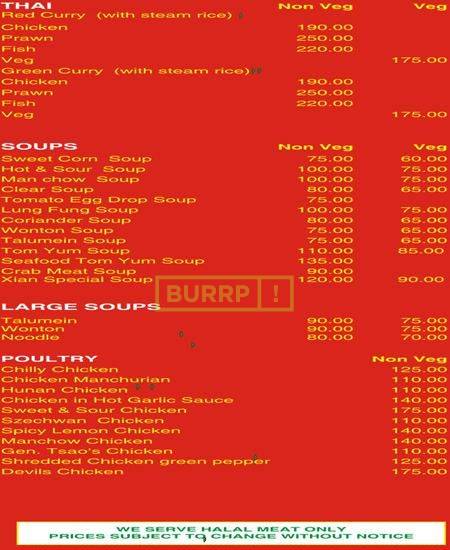 THAI Non Veg Veg
Red Curry (with steam rice)
Chicken 190.00
Prawn 250.00
Fish 220.00
Veg 175.00
Green Curry (with steam rice)
Chicken 190.00
Prawn 250.00
Fish 220.00
Veg 175.00
SOUPS Non Veg Veg
Sweet Corn Soup 75.00 60.00
Hot & Sour Soup 100.00 75.00
Man chow Soup 100.00 75.00
Clear Soup 80.00 65.00
Tomato Egg Drop Soup 75.00
Lung Fung Soup 100.00 75.00
Coriander Soup 80.00 65.00
Wonton Soup 75.00 65.00
Talumein Soup 75.00 65.00
Tom Yum Soup 110.00 85.00
Seafood Tom Yum Soup 135.00
Crab Meat Soup 90.00
Xian Special Soup 120.00 90.00
BURRP !
LARGE SOUPS
Talumein 90.00 75.00
Wonton 90.00 75.00
Noodle 80.00 70.00
POULTRY Non Veg
Chilly Chicken 125.00
Chicken Manchurian 110.00
Hunan Chicken 110.00
Chicken in Hot Garlic Sauce 140.00
Sweet & Sour Chicken 175.00
Szechwan Chicken 110.00
Spicy Lemon Chicken 140.00
Manchow Chicken 140.00
Gen. Tsao's Chicken 110.00
Shredded Chicken green pepper 125.00
Devils Chicken 175.00
WE SERVE HALAL MEAT ONLY
PRICES SUBJECT TO CHANGE WITHOUT NOTICE